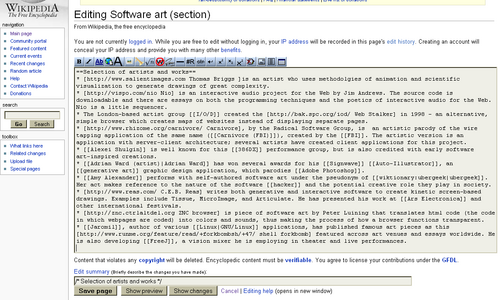 WIKIPEDIA
The Free Encyclopedia
navigation
Main page
Community portal
Featured content
Current events
Recent changes
Random article
Help
Contact Wikipedia
Donations
search
Go Search
toolbox
What links here
Related changes
Upload file
Special pages
Editing Software art (section)
From Wikipedia, the free encyclopedia
You are not currently logged in. While you are free to edit without logging in, your IP address will be recorded in this page's edit history. Creating an account will
conceal your IP address and provide you with many other benefits.
==Selection of artists and works==
* [http://www.saliestimages.com Thomas Briggs ]is an artist who uses methodolgies of animation and scientific
visualization to generate drawings of great complexity.
* [http://vispo.com/nio Nio] is an interactive audio project for the Web by Jim Andrews. The source code is
downloadable and there are essays on both the programming techniques and the poetics of interactive audio for the Web.
Nio is a little sequencer.
* The London-artist group [[I/O/D]] created the [http://bak.spc.org/iod/ Web Stalker] in 1998 - an alternative,
simple browser which creates maps of websites instead of displaying the single pages.
* [http://www.rhizome.org/carnivore/ Carnivore], by the Radical Software Group, is an artistic parody of the wire
tapping application of the same name [[Carnivore (FBI)]], created by the [[FBI]]. The artistic version is an
application with server-client architecture; several artists have created client applications for this project.
* [[Alexei Shulgin]] is well known for his [[386DX]] performance group, but is also credited with early software
art-inspired creations.
* [[Adrian Ward (artist)|Adrian Ward]] has won several awards for his [[Signwave]] [[Auto-Illustrator]], an
[[generative art]] graphic design application, which parodies [[Adobe Photoshop]].
* [[Amy Alexander]] performs with self-authored software art under the pseudonym of [[wiktionary:ubergeek|ubergeek]].
Her art makes reference to the nature of the software [[hacker]] and the potential creative role they play in society.
* [http://www.reas.com/ C.E.B. Reas] writes both generative and interactive software to create kinetic screen-based
drawings. Examples include Tissue, MicroImage, and Articulate. He has presented his work at [[Ars Electronica]] and
other international festivals.
browser] is piece of software art by Peter Luining that translates html code (the code
in which webpages are coded) into colors and sounds, thus making the process of how a browser functions transparent.
* [[Jaromil]], author of various [[Linux|GNU/Linux]] applications, has published famous art pieces as this
shell forkbomb] featured across art venues and essays worldwide. He
is also developing [[FreeJ]], a vision mixer he is employing in theater and live performances.
Content that violates any copyright will be deleted. Encyclopedic content must be verifiable. You agree to license your contributions under the GFDL.
Edit summary (Briefly describe the changes you have made):
/* Selection of artists and works */
Save page Show preview Show changes Cancel | Editing help (opens in new window)